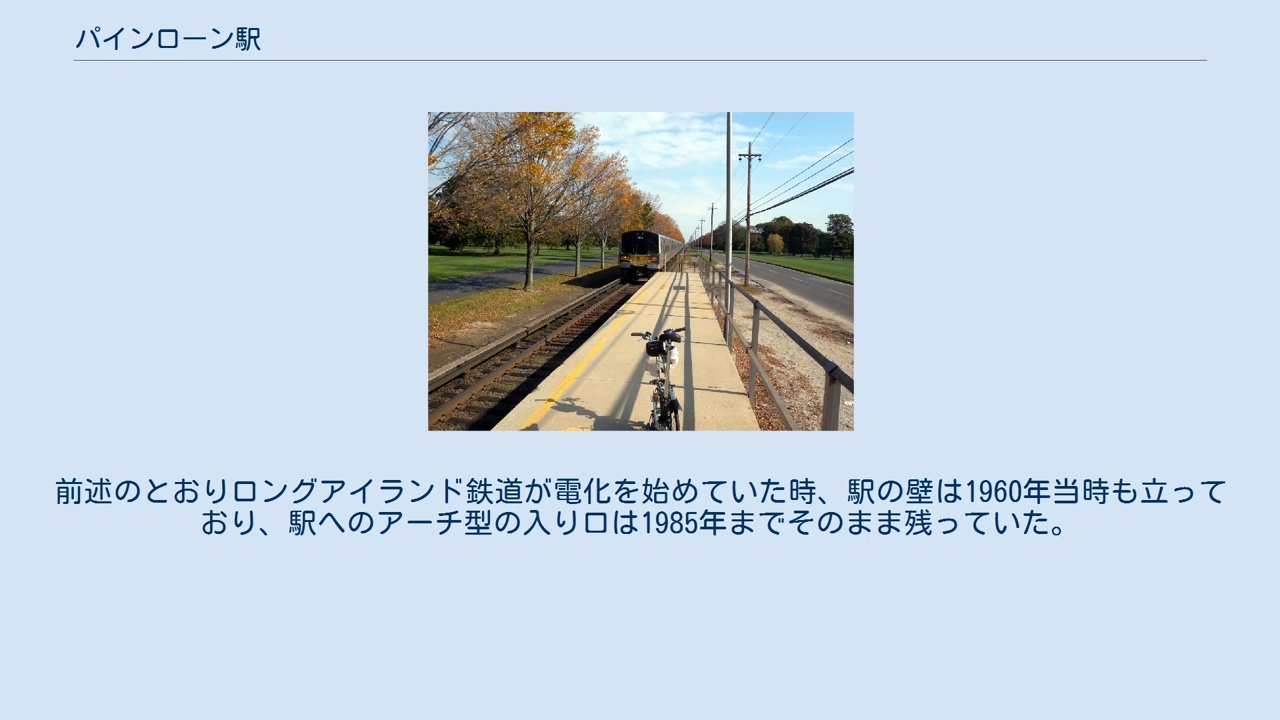 パインローン駅
前述のとおりロングアイランド鉄道が電化を始めていた時、駅の壁は1960年当時も立って
おり、駅へのアーチ型の入り口は1985年までそのまま残っていた。